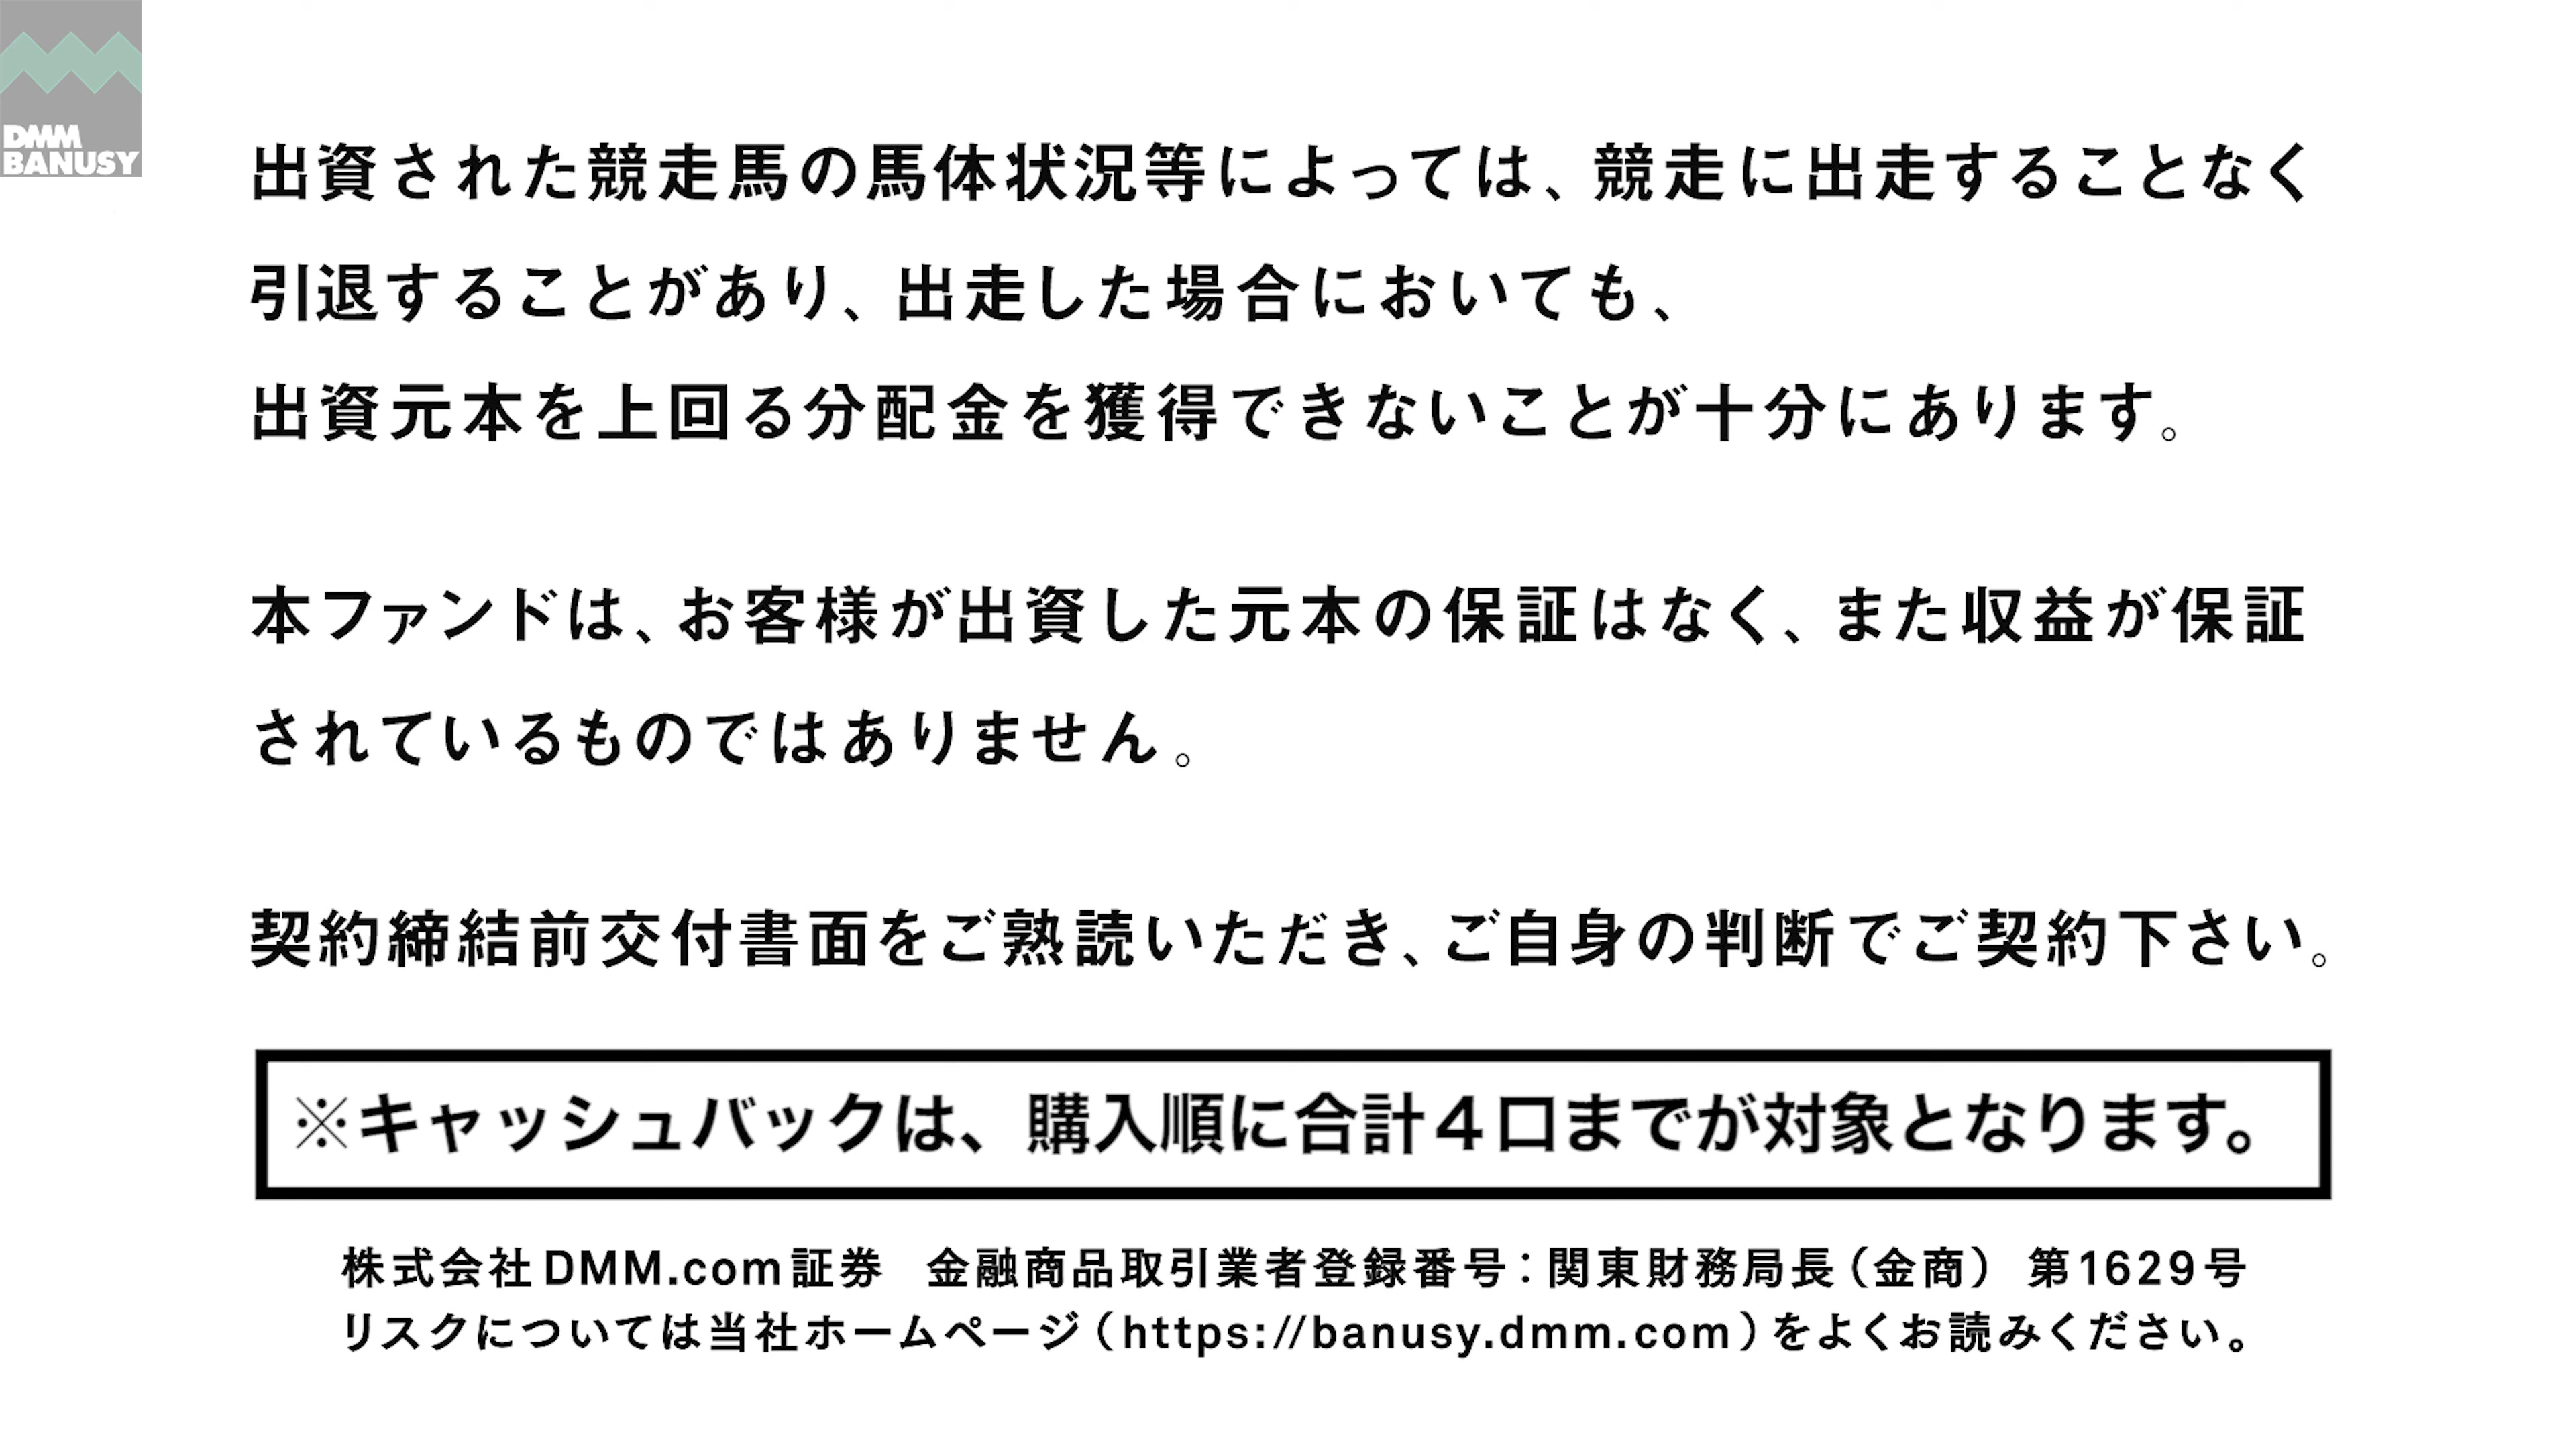 DMM
BANUSY
出資された競走馬の馬体状況等によっては、競走に出走することなく
引退することがあり、出走した場合においても、
出資元本を上回る分配金を獲得できないことが十分にあります。
本ファンドは、お客様が出資した元本の保証はなく、また収益が保証
されているものではありません。
契約締結前交付書面をご熟読いただき、ご自身の判断でご契約下さい。
※キャッシュバックは、購入順に合計４口までが対象となります。
株式会社DMM.com証券　金融商品取引業者登録番号：関東財務局長（金商）第1629号
リスクについては当社ホームページ（https://banusy.dmm.com）をよくお読みください。